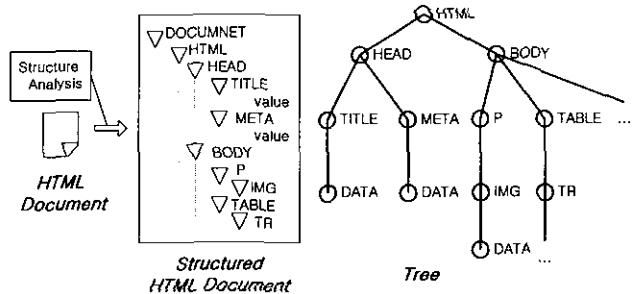 Structure
Analysis
HTML
Document
DOCUMNET
HTML
HEAD
TITLE
value
META
value
BODY
P
IMG
TABLE
TR
Structured
HTML Document
HTML
HEAD
BODY
TITLE
META
P
TABLE
...
DATA
DATA
IMG
TR
DATA
...
Tree